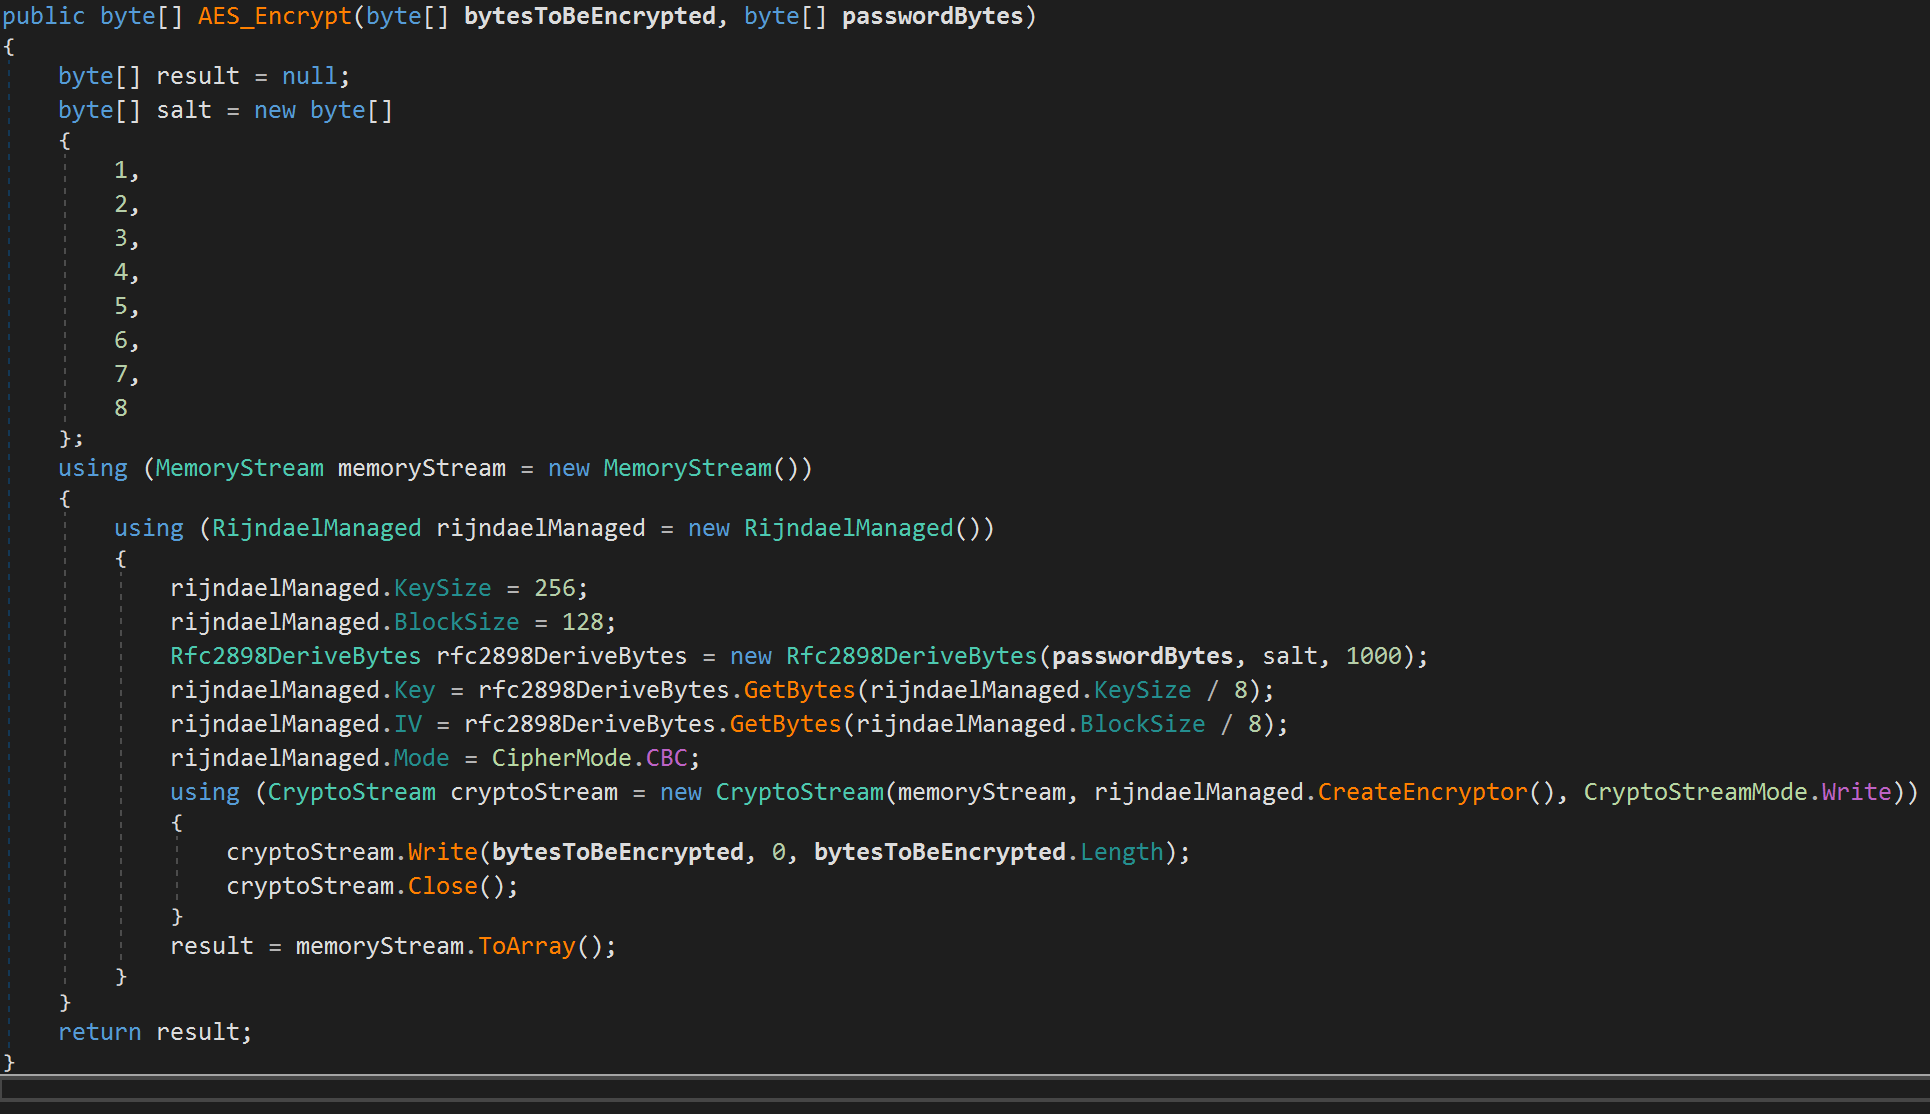 public byte[] AES_Encrypt(byte[] bytesToBeEncrypted, byte[] passwordBytes)
{
    byte[] result = null;
    byte[] salt = new byte[]
    {
        1,
        2,
        3,
        4,
        5,
        6,
        7,
        8
    };
    using (MemoryStream memoryStream = new MemoryStream())
    {
        using (RijndaelManaged rijndaelManaged = new RijndaelManaged())
        {
            rijndaelManaged.KeySize = 256;
            rijndaelManaged.BlockSize = 128;
            Rfc2898DeriveBytes rfc2898DeriveBytes = new Rfc2898DeriveBytes(passwordBytes, salt, 1000);
            rijndaelManaged.Key = rfc2898DeriveBytes.GetBytes(rijndaelManaged.KeySize / 8);
            rijndaelManaged.IV = rfc2898DeriveBytes.GetBytes(rijndaelManaged.BlockSize / 8);
            rijndaelManaged.Mode = CipherMode.CBC;
            using (CryptoStream cryptoStream = new CryptoStream(memoryStream, rijndaelManaged.CreateEncryptor(), CryptoStreamMode.Write))
            {
                cryptoStream.Write(bytesToBeEncrypted, 0, bytesToBeEncrypted.Length);
                cryptoStream.Close();
            }
            result = memoryStream.ToArray();
        }
    }
    return result;
}